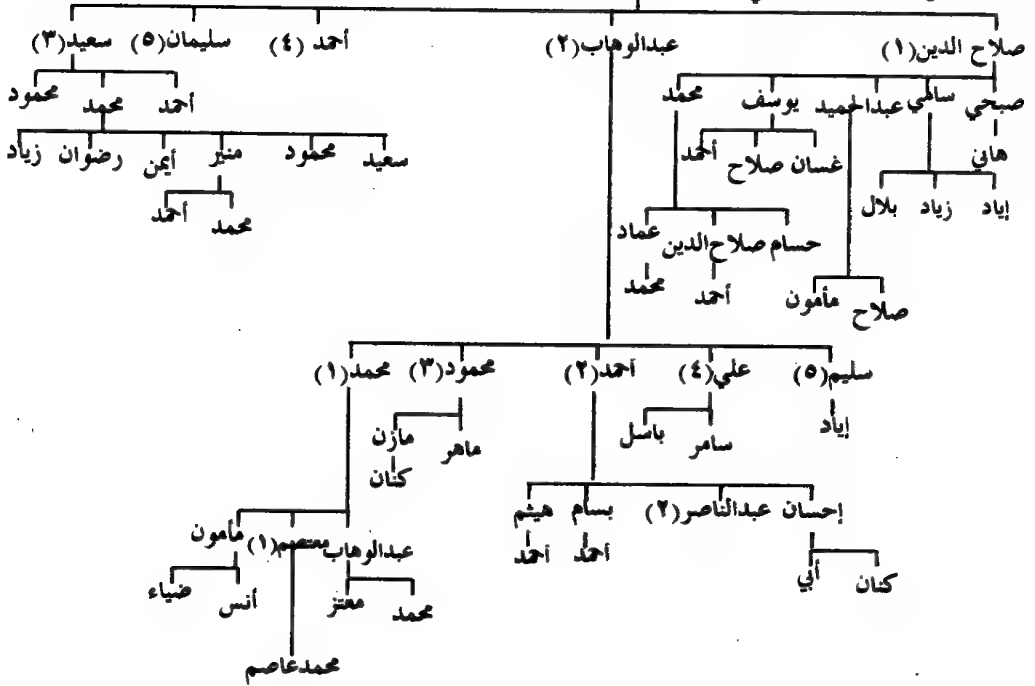 صلاح الدين(١) عبدالوهاب(٢) أحمد (٤) سليمان(٥) سعيد(٣)
صبحي سامي عبدالحميد يوسف محمد أحمد محمد محمود
هاني غسان صلاح أحمد سعيد محمود منير أيمن رضوان زياد
إياد زياد بلال أحمد محمد
حسام صلاح الدين عماد
صلاح مأمون أحمد محمد
سليم(٥) علي(٤) أحمد(٢) محمود(٣) محمد(١)
إياد سامر باسل ماهر مازن
كنان
إحسان عبدالناصر(٢) بسام هيثم
كنان أبي أحمد أحمد
عبدالوهاب معتصم(١) مأمون
محمد معتز أنس ضياء
محمدعاصم